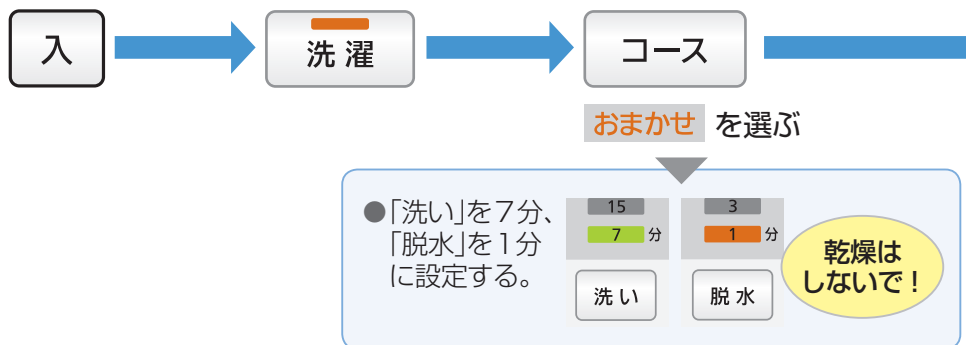 入
洗濯
コース
おまかせ を選ぶ
●「洗い」を7分、
「脱水」を1分
に設定する。
15
7 分
洗い
3
1 分
脱水
乾燥は
しないで！